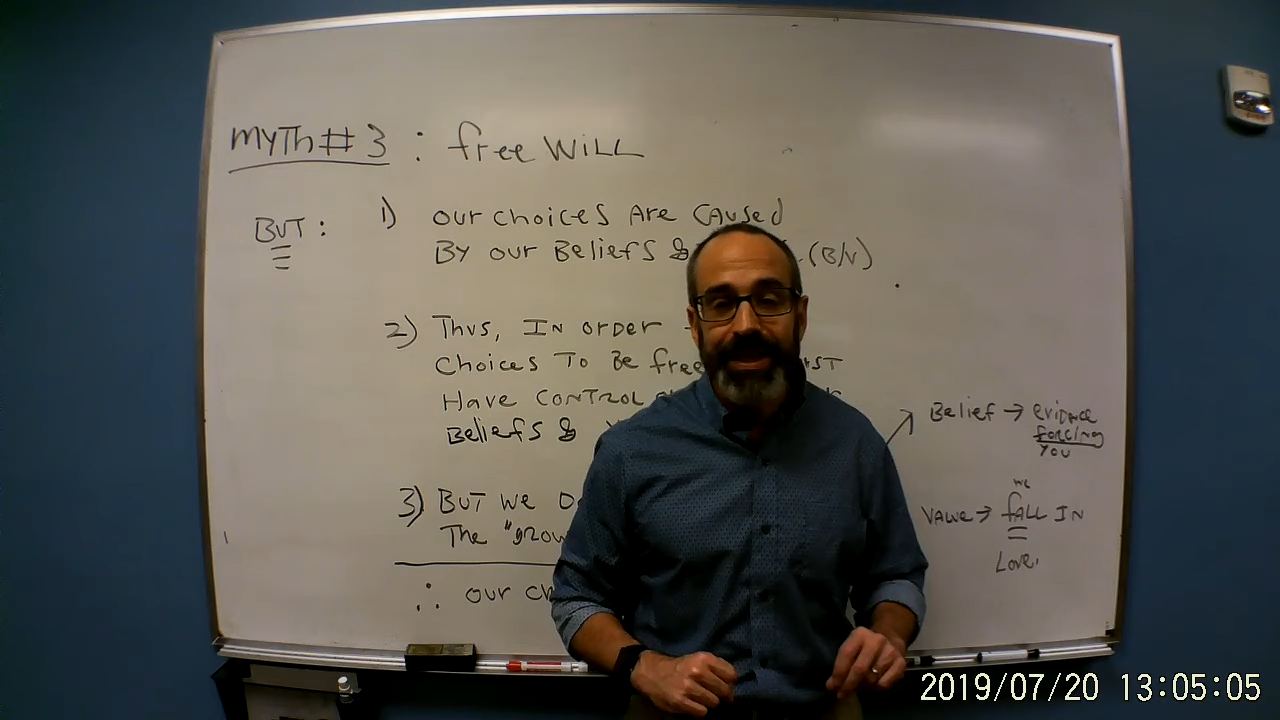 MYTh # 3 : free WILL
BUT : 1) OUR ChOICES ARE CAUSED
BY OUR BELIEFS & (B/V)
2) Thus, IN ORDER
ChOICES TO BE free
HAVE CONTROL
BELIEFS &
3) BUT WE
The "grow
∴ OUR
BELIEF → EVIDENCE
FORCING
YOU
we
VALUE → fALL IN
Love.
2019/07/20 13:05:05